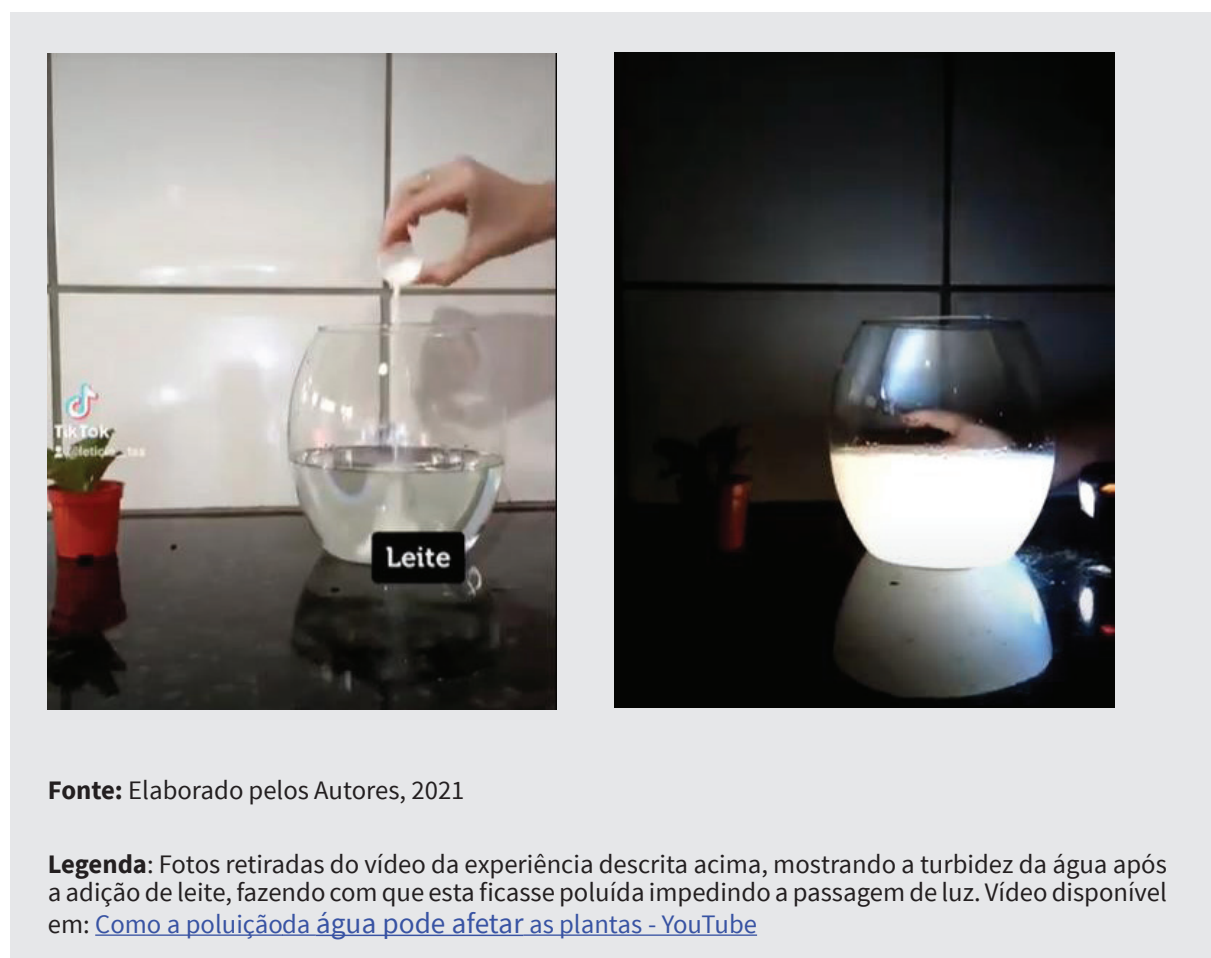 TikTok
Leite
Fonte: Elaborado pelos Autores, 2021
Legenda: Fotos retiradas do vídeo da experiência descrita acima, mostrando a turbidez da água após
a adição de leite, fazendo com que esta ficasse poluída impedindo a passagem de luz. Vídeo disponível
em: Como a poluiçãoda água pode afetar as plantas - YouTube